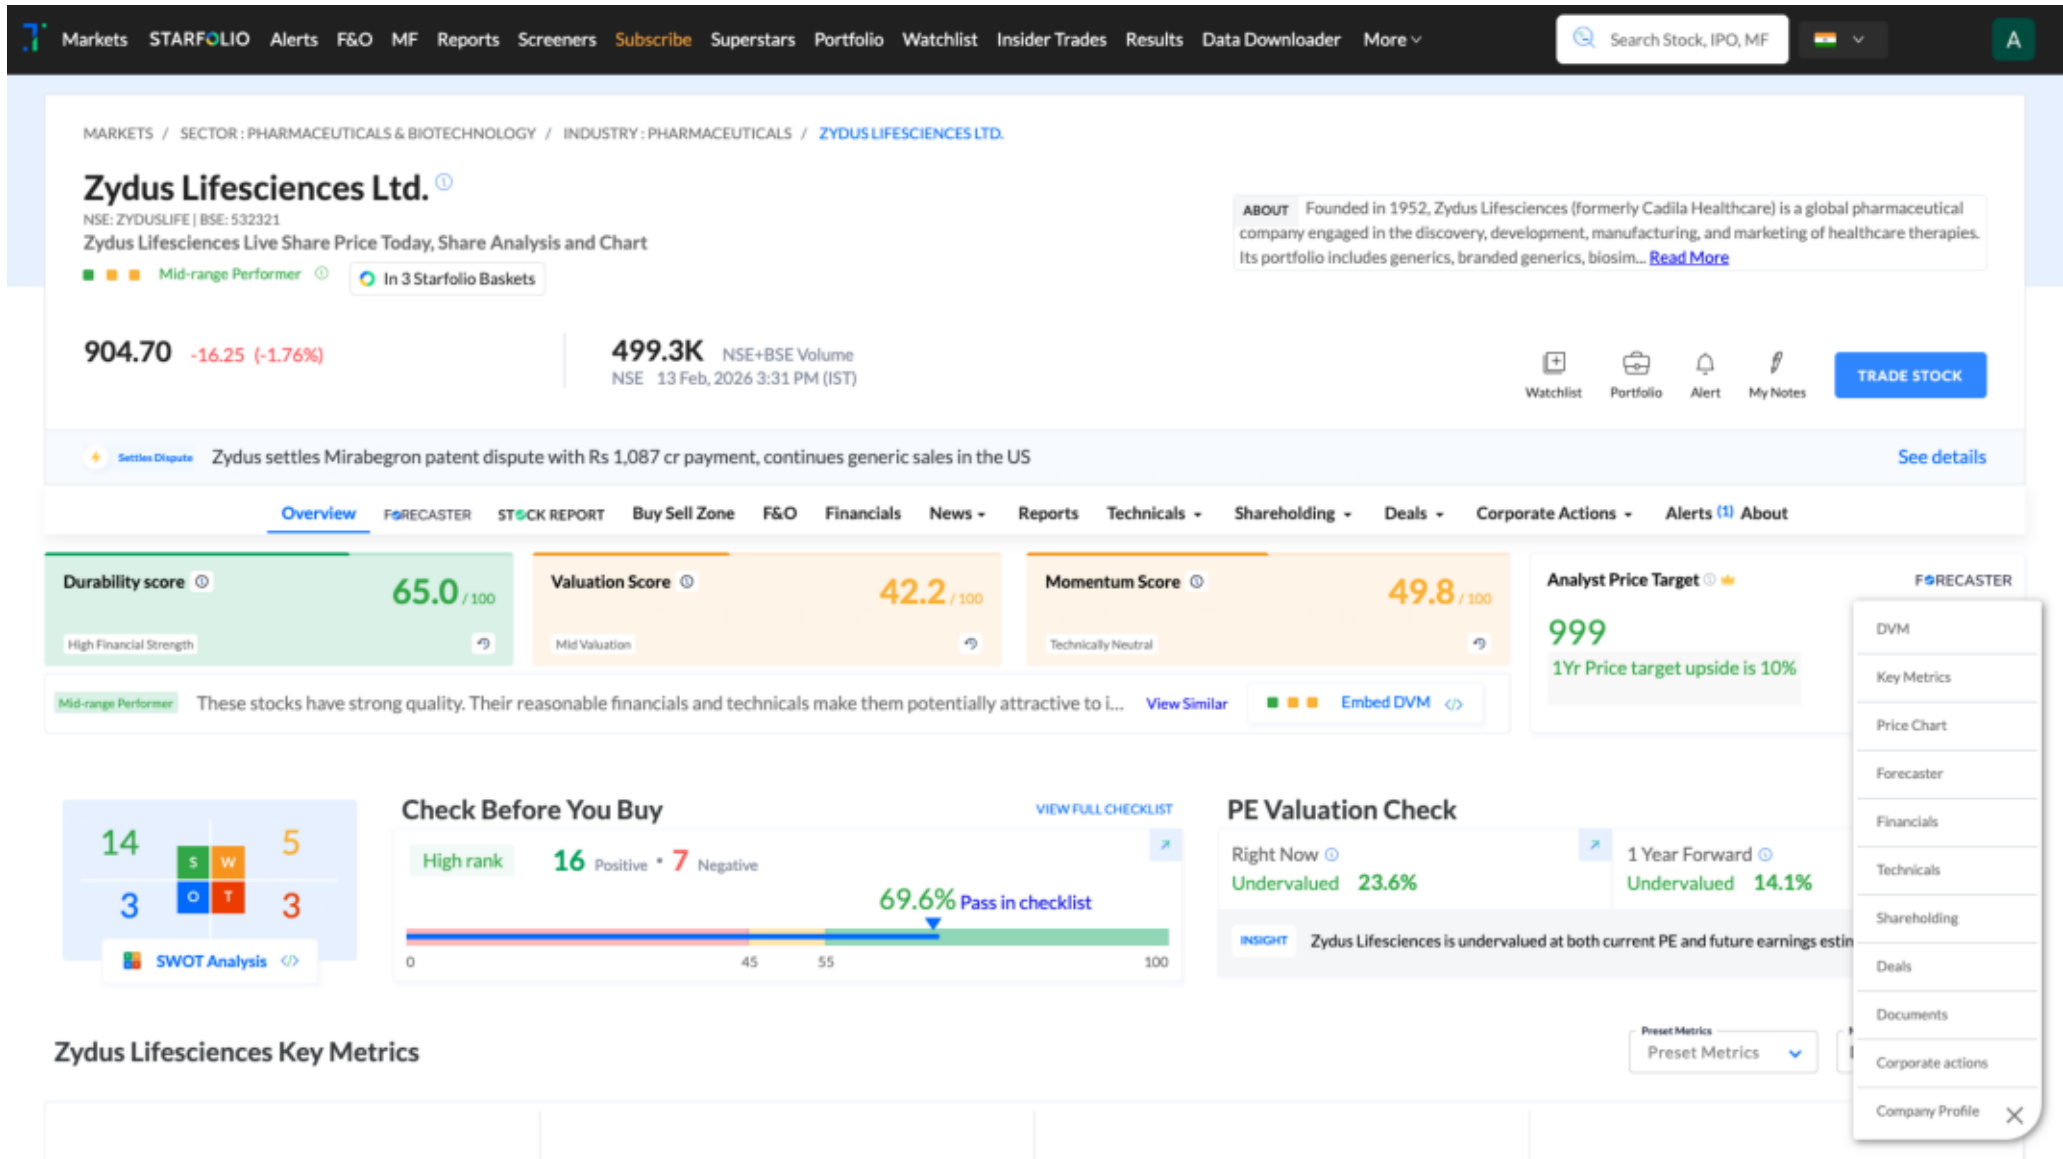 Markets STARFOLIO Alerts F&O MF Reports Screeners Subscribe Superstars Portfolio Watchlist Insider Trades Results Data Downloader More
Search Stock, IPO, MF
A
MARKETS / SECTOR : PHARMACEUTICALS & BIOTECHNOLOGY / INDUSTRY : PHARMACEUTICALS / ZYDUS LIFESCIENCES LTD.
Zydus Lifesciences Ltd.
NSE: ZYDUSLIFE | BSE: 532321
Zydus Lifesciences Live Share Price Today, Share Analysis and Chart
Mid-range Performer
In 3 Starfolio Baskets
ABOUT Founded in 1952, Zydus Lifesciences (formerly Cadila Healthcare) is a global pharmaceutical
company engaged in the discovery, development, manufacturing, and marketing of healthcare therapies.
Its portfolio includes generics, branded generics, biosim... Read More
904.70 -16.25 (-1.76%)
499.3K NSE+BSE Volume
NSE 13 Feb, 2026 3:31 PM (IST)
Watchlist Portfolio Alert My Notes
TRADE STOCK
Settles Dispute Zydus settles Mirabegron patent dispute with Rs 1,087 cr payment, continues generic sales in the US See details
Overview FORECASTER STOCK REPORT Buy Sell Zone F&O Financials News Reports Technicals Shareholding Deals Corporate Actions Alerts (1) About
Durability score 65.0 / 100
High Financial Strength
Valuation Score 42.2 / 100
Mid Valuation
Momentum Score 49.8 / 100
Technically Neutral
Analyst Price Target FORECASTER
999
1Yr Price target upside is 10%
Mid-range Performer These stocks have strong quality. Their reasonable financials and technicals make them potentially attractive to i... View Similar
Embed DVM </>
14 5
S W
O T
3 3
SWOT Analysis </>
Check Before You Buy VIEW FULL CHECKLIST
High rank 16 Positive • 7 Negative
69.6% Pass in checklist
0 45 55 100
PE Valuation Check
Right Now
Undervalued 23.6%
1 Year Forward
Undervalued 14.1%
INSIGHT Zydus Lifesciences is undervalued at both current PE and future earnings estin
Zydus Lifesciences Key Metrics
Preset Metrics
Preset Metrics
DVM
Key Metrics
Price Chart
Forecaster
Financials
Technicals
Shareholding
Deals
Documents
Corporate actions
Company Profile